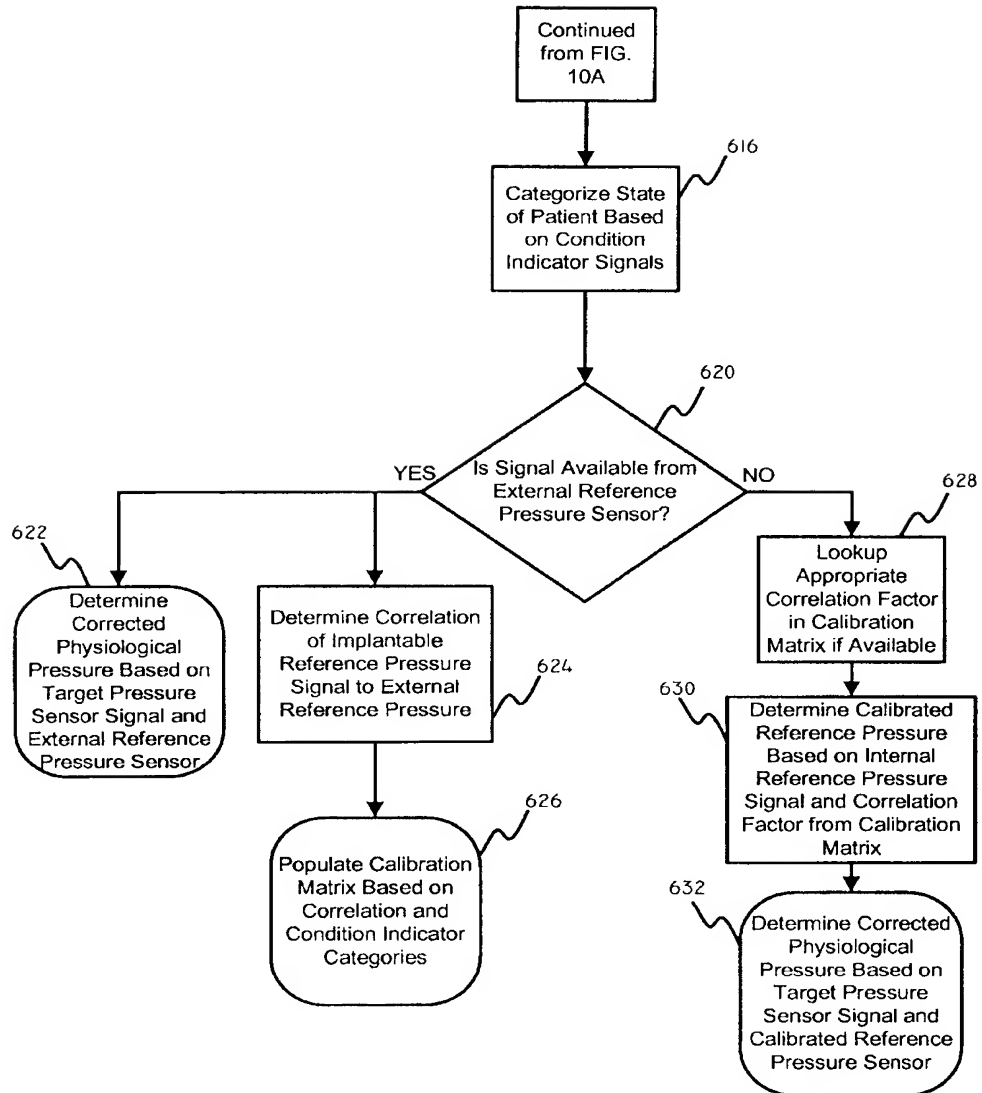 Continued
from FIG.
10A
616
Categorize State
of Patient Based
on Condition
Indicator Signals
620
Is Signal Available from
External Reference
Pressure Sensor?
YES
NO
622
Determine
Corrected
Physiological
Pressure Based on
Target Pressure
Sensor Signal and
External Reference
Pressure Sensor
Determine Correlation
of Implantable
Reference Pressure
Signal to External
Reference Pressure
624
626
Populate Calibration
Matrix Based on
Correlation and
Condition Indicator
Categories
628
Lookup
Appropriate
Correlation Factor
in Calibration
Matrix if Available
630
Determine Calibrated
Reference Pressure
Based on Internal
Reference Pressure
Signal and Correlation
Factor from Calibration
Matrix
632
Determine Corrected
Physiological
Pressure Based on
Target Pressure
Sensor Signal and
Calibrated Reference
Pressure Sensor